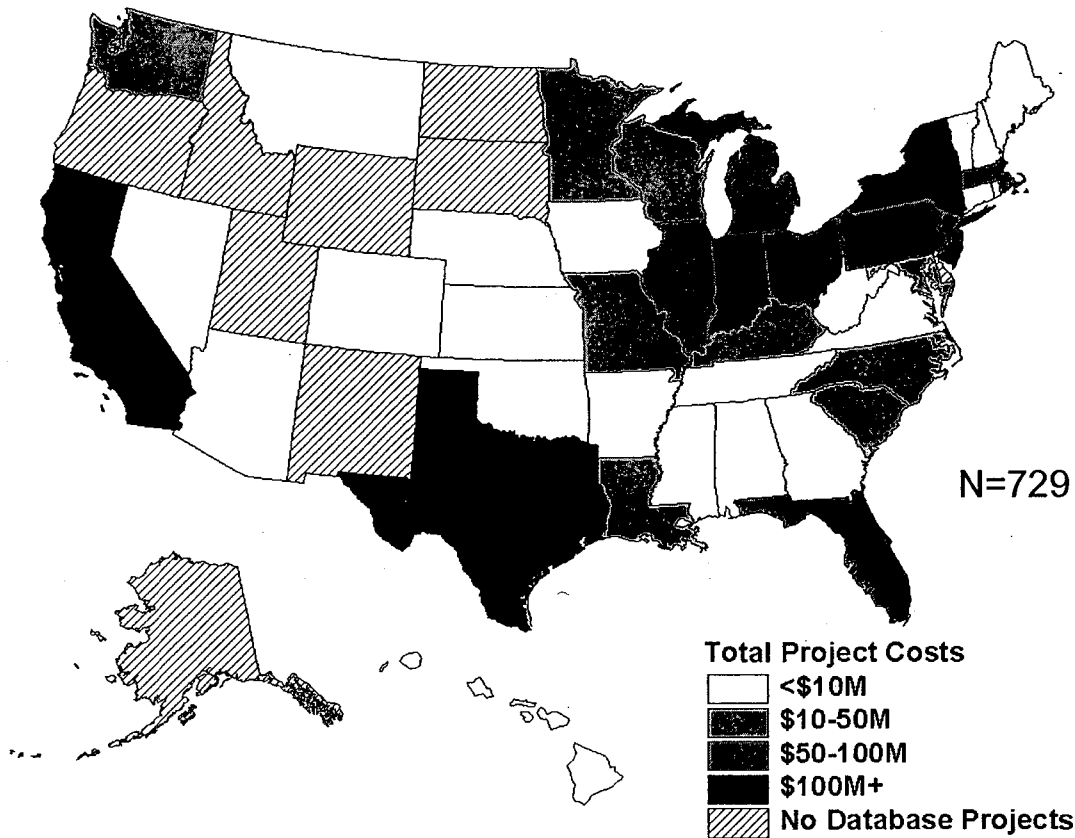 N=729
Total Project Costs
<$10M
$10-50M
$50-100M
$100M+
No Database Projects